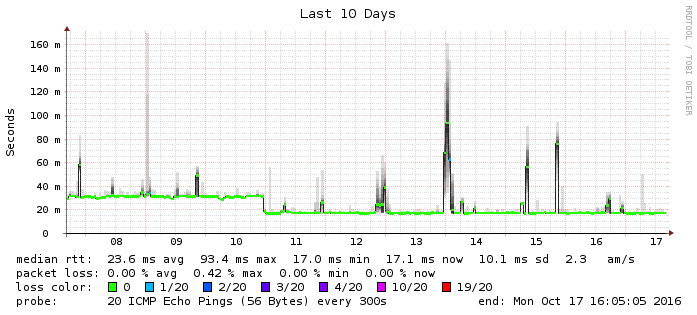 Last 10 Days
RRDTOOL / TOBI OETIKER
Seconds
160 m
140 m
120 m
100 m
80 m
60 m
40 m
20 m
0
08 09 10 11 12 13 14 15 16 17
median rtt: 23.6 ms avg 93.4 ms max 17.0 ms min 17.1 ms now 10.1 ms sd 2.3 am/s
packet loss: 0.00 % avg 0.42 % max 0.00 % min 0.00 % now
loss color: 0 1/20 2/20 3/20 4/20 10/20 19/20
probe: 20 ICMP Echo Pings (56 Bytes) every 300s end: Mon Oct 17 16:05:05 2016